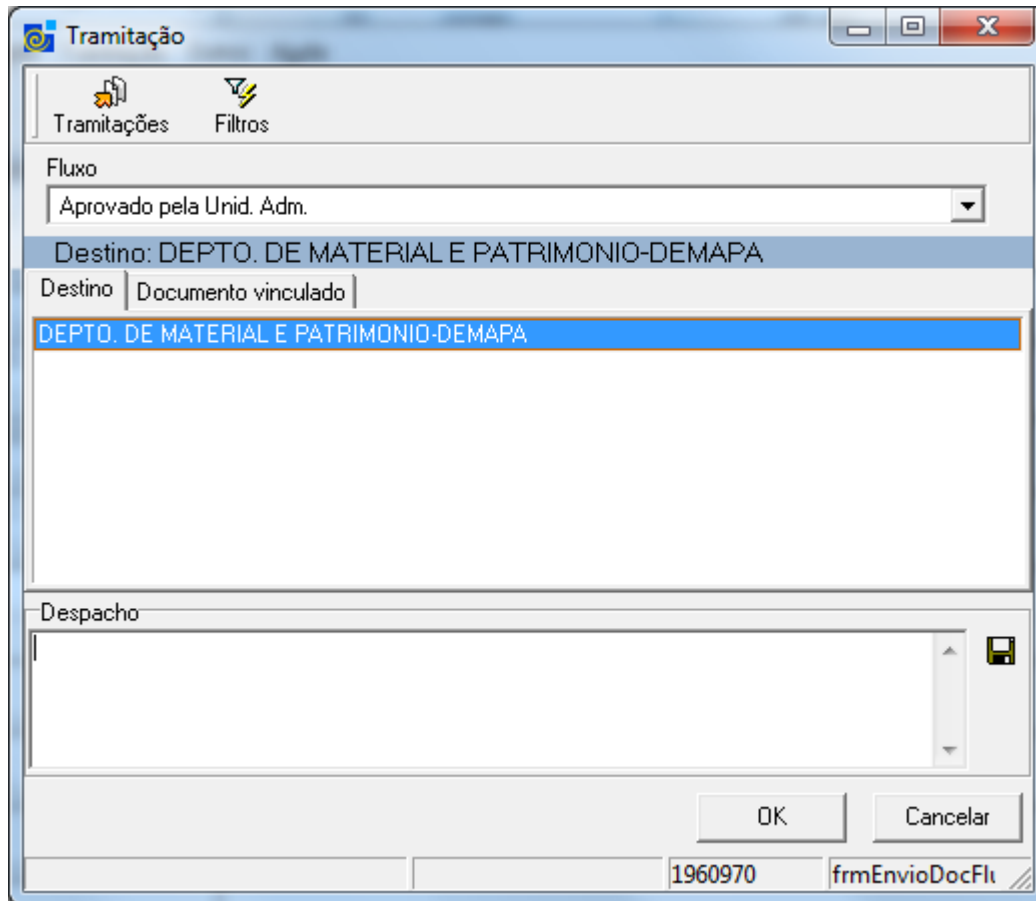 Tramitação
Tramitações Filtros
Fluxo
Aprovado pela Unid. Adm.
Destino: DEPTO. DE MATERIAL E PATRIMONIO-DEMAPA
Destino Documento vinculado
DEPTO. DE MATERIAL E PATRIMONIO-DEMAPA
Despacho
OK Cancelar
1960970 frmEnvioDocFlu